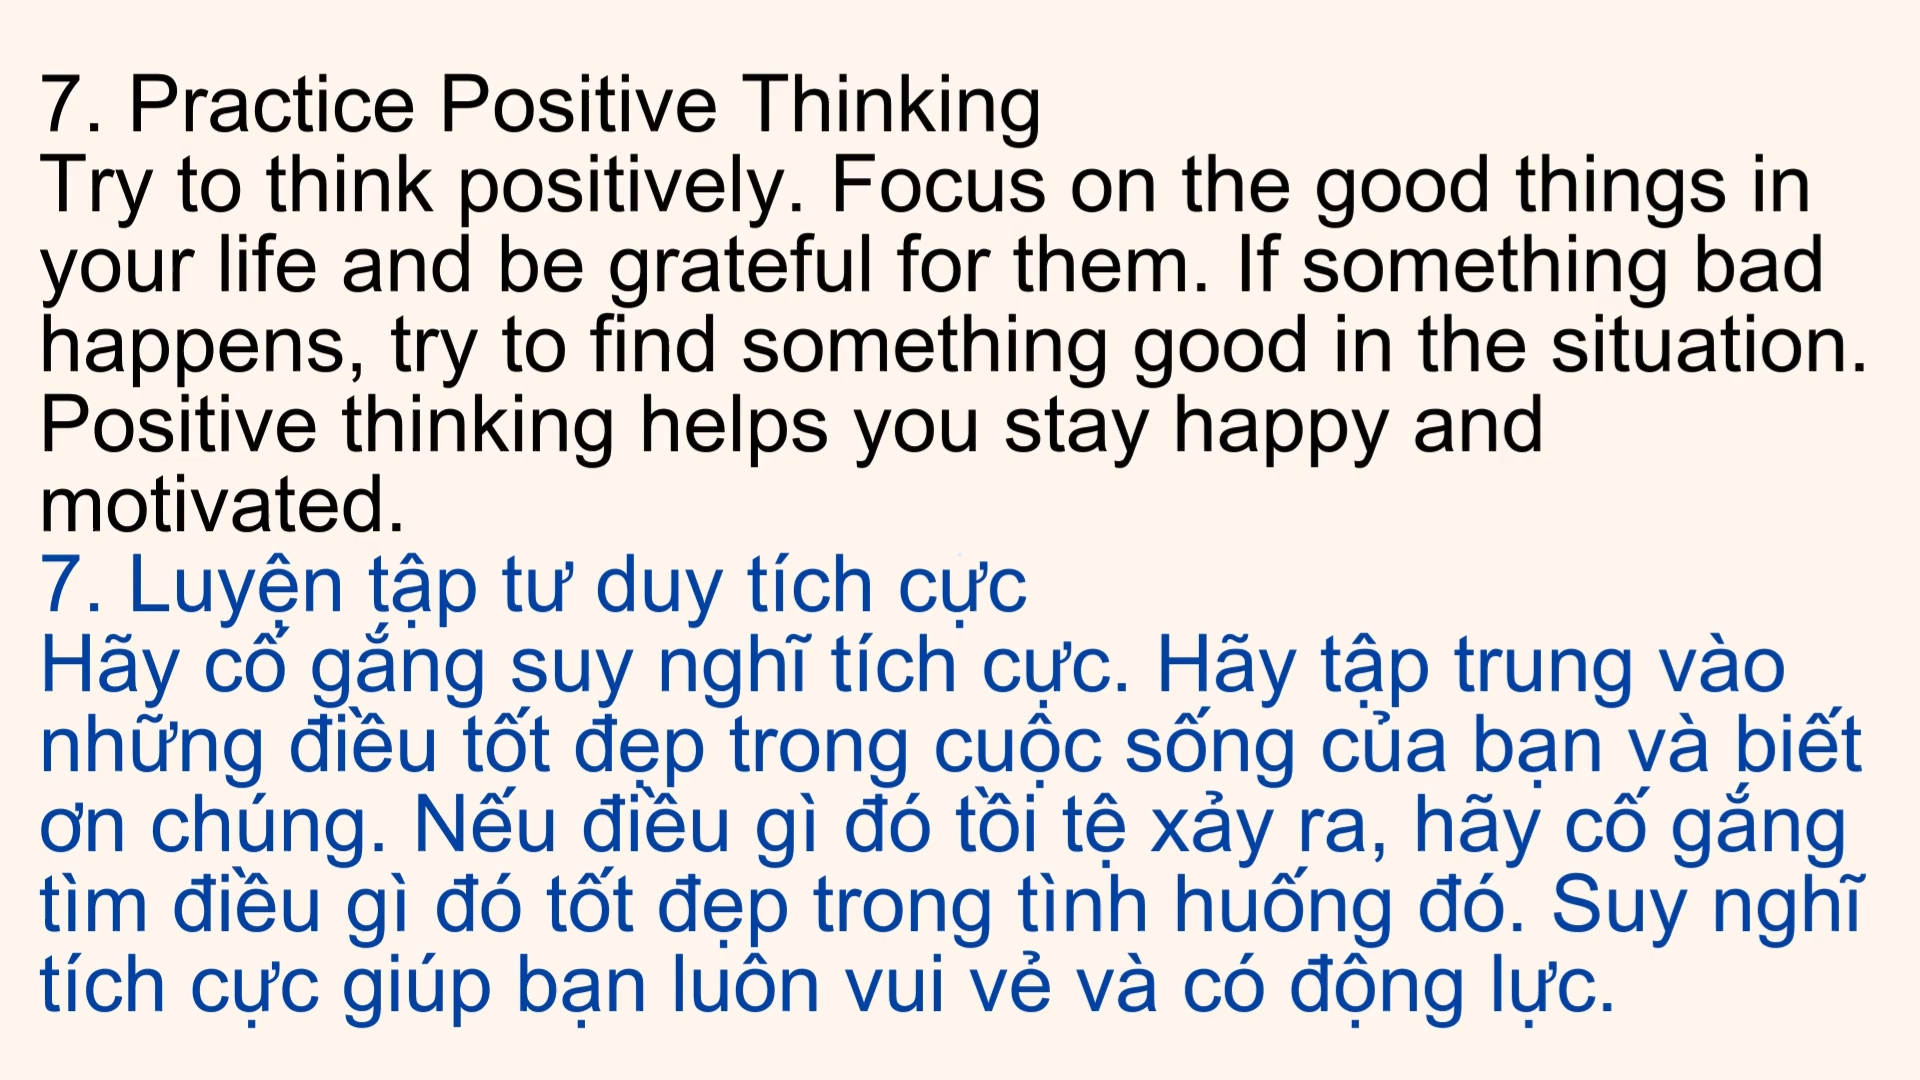 7. Practice Positive Thinking
Try to think positively. Focus on the good things in
your life and be grateful for them. If something bad
happens, try to find something good in the situation.
Positive thinking helps you stay happy and
motivated.
7. Luyện tập tư duy tích cực
Hãy cố gắng suy nghĩ tích cực. Hãy tập trung vào
những điều tốt đẹp trong cuộc sống của bạn và biết
ơn chúng. Nếu điều gì đó tồi tệ xảy ra, hãy cố gắng
tìm điều gì đó tốt đẹp trong tình huống đó. Suy nghĩ
tích cực giúp bạn luôn vui vẻ và có động lực.